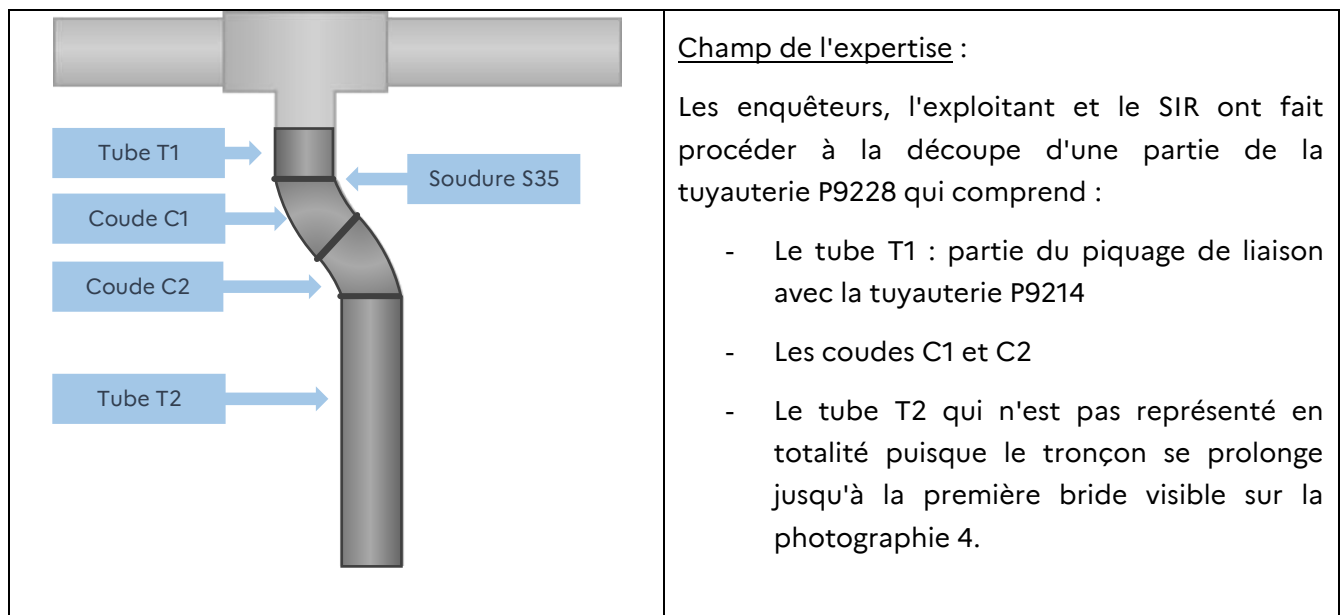 Tube T1
Soudure S35
Coude C1
Coude C2
Tube T2
Champ de l'expertise :
Les enquêteurs, l'exploitant et le SIR ont fait
procéder à la découpe d'une partie de la
tuyauterie P9228 qui comprend :
- Le tube T1 : partie du piquage de liaison
avec la tuyauterie P9214
- Les coudes C1 et C2
- Le tube T2 qui n'est pas représenté en
totalité puisque le tronçon se prolonge
jusqu'à la première bride visible sur la
photographie 4.